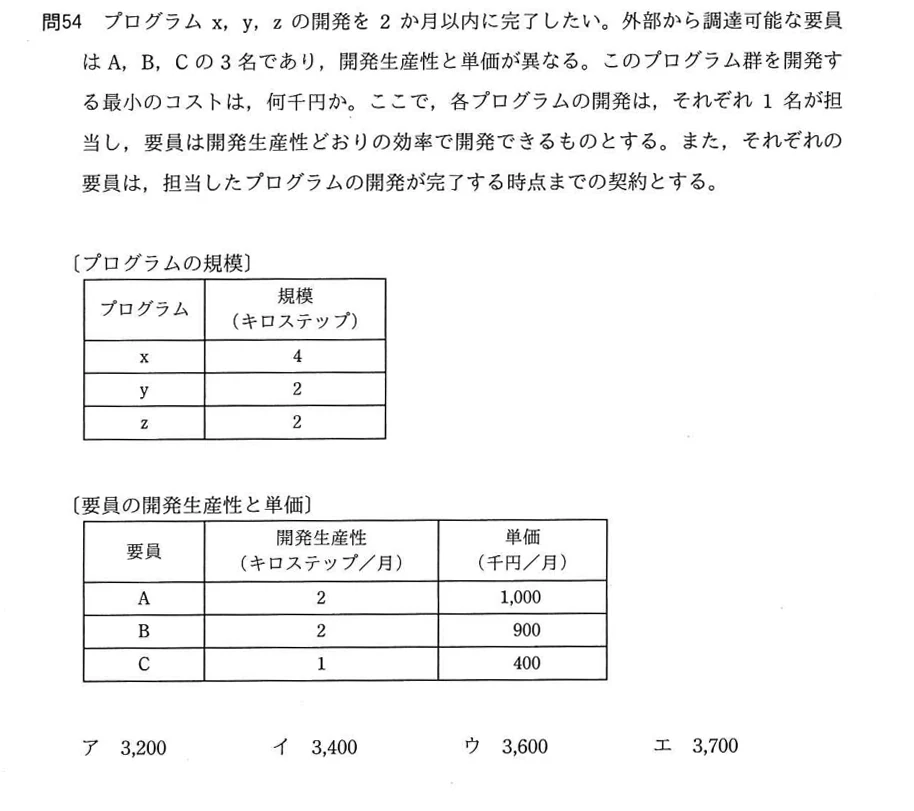 問54 プログラム x，y，z の開発を 2 か月以内に完了したい。外部から調達可能な要員
は A，B，C の 3 名であり，開発生産性と単価が異なる。このプログラム群を開発す
る最小のコストは，何千円か。ここで，各プログラムの開発は，それぞれ 1 名が担
当し，要員は開発生産性どおりの効率で開発できるものとする。また，それぞれの
要員は，担当したプログラムの開発が完了する時点までの契約とする。
〔プログラムの規模〕
プログラム 規模
（キロステップ）
x 4
y 2
z 2
〔要員の開発生産性と単価〕
要員 開発生産性 単価
（キロステップ／月） （千円／月）
A 2 1,000
B 2 900
C 1 400
ア 3,200 イ 3,400 ウ 3,600 エ 3,700